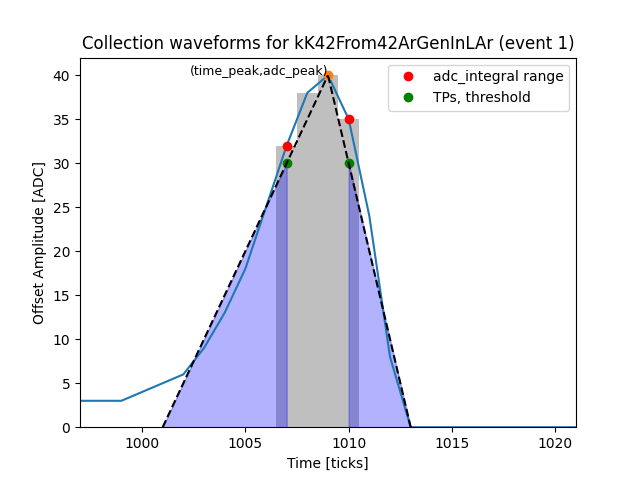 Collection waveforms for kK42From42ArGenInLAr (event 1)
(time_peak,adc_peak)
adc_integral range
TPs, threshold
Offset Amplitude [ADC]
40
35
30
25
20
15
10
5
0
1000
1005
1010
1015
1020
Time [ticks]